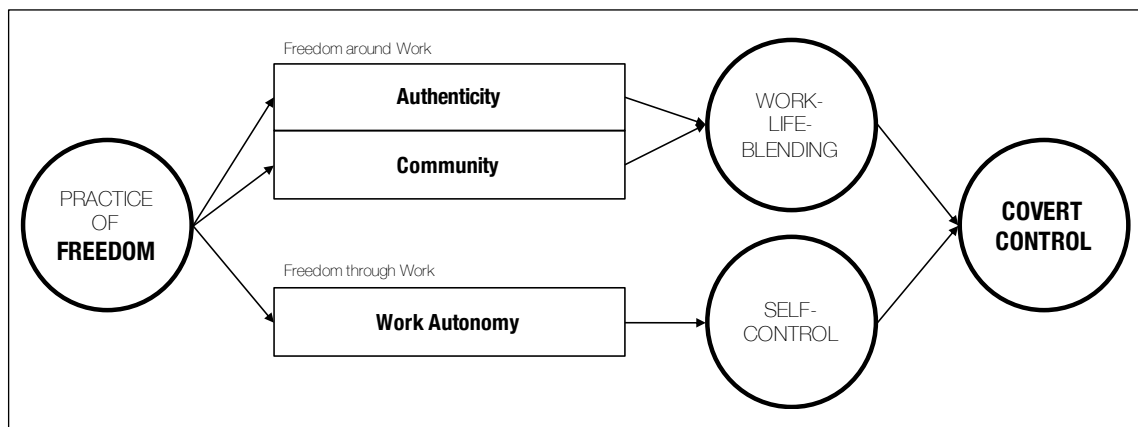 Freedom around Work
Authenticity
Community
WORK-
LIFE-
BLENDING
PRACTICE
OF
FREEDOM
COVERT
CONTROL
Freedom through Work
Work Autonomy
SELF-
CONTROL